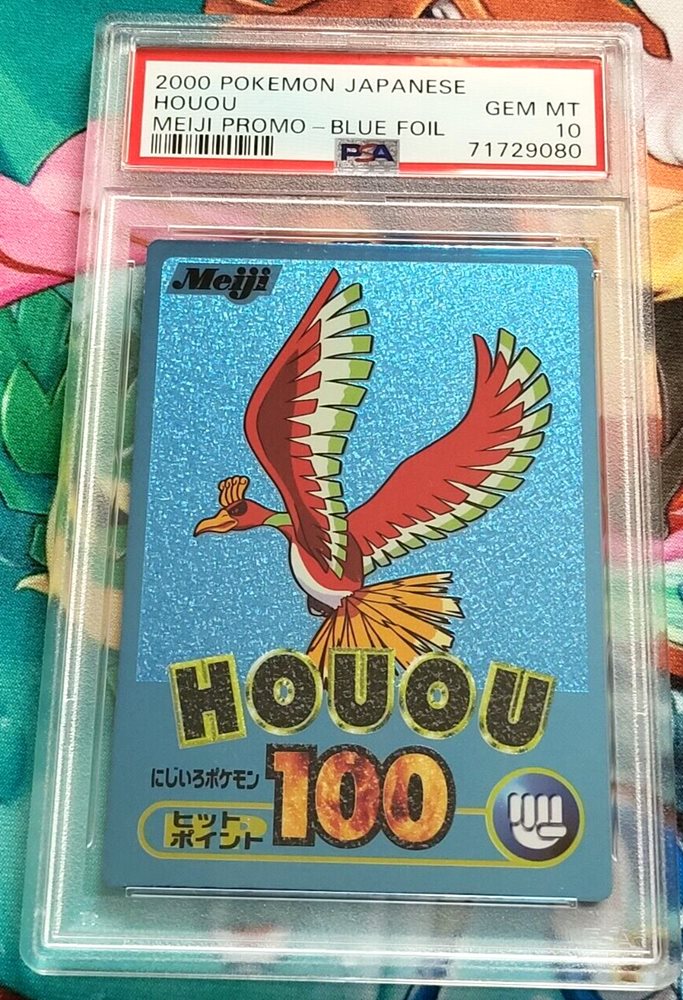 2000 POKEMON JAPANESE
HOUOU GEM MT
MEIJI PROMO - BLUE FOIL 10
PSA 71729080
Meiji
HOUOU
にじいろポケモン 100
ヒット
ポイント